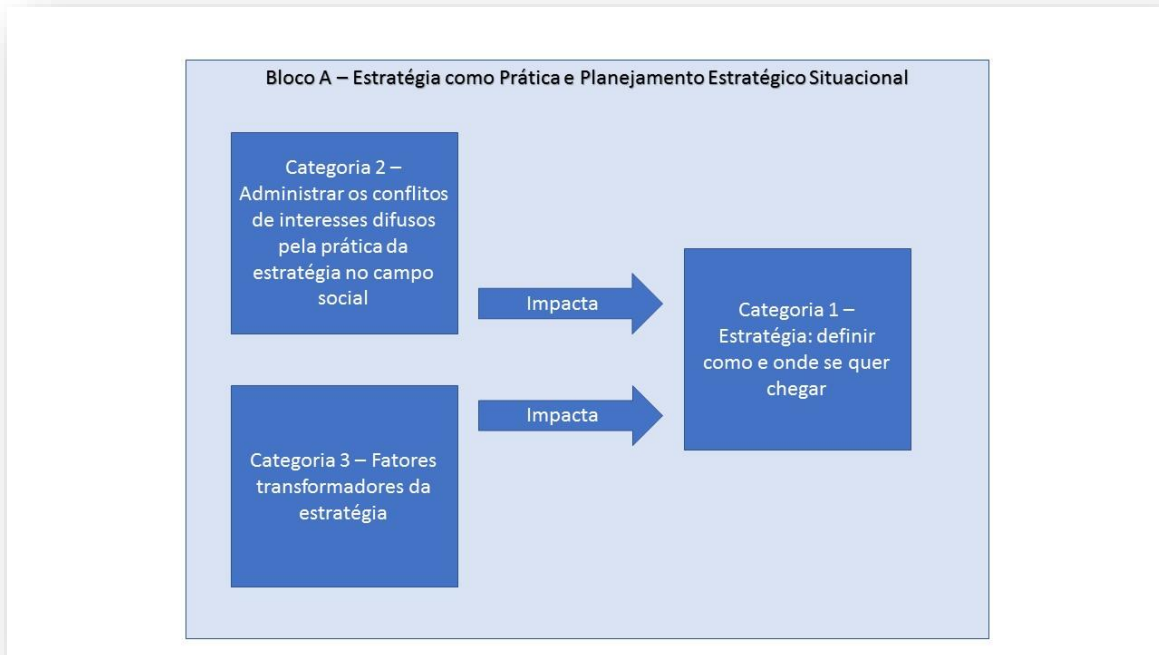 Bloco A – Estratégia como Prática e Planejamento Estratégico Situacional
Categoria 2 –
Administrar os conflitos
de interesses difusos
pela prática da
estratégia no campo
social
Impacta
Categoria 1 –
Estratégia: definir
como e onde se quer
chegar
Categoria 3 – Fatores
transformadores da
estratégia
Impacta